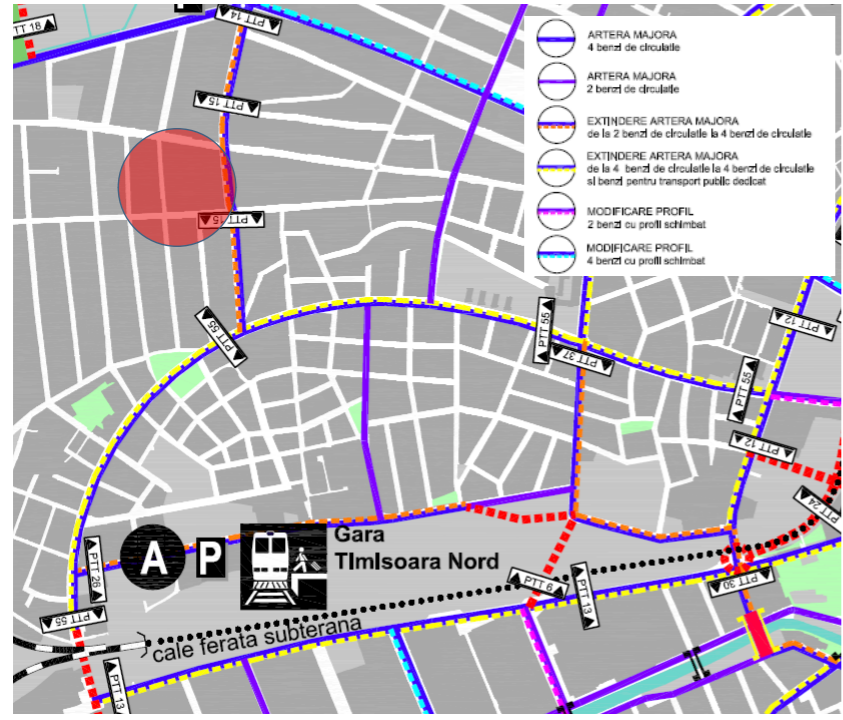 PTT 18
P
PTT 14
PTT 15
PTT 15
PTT 55
PTT 55
PTT 37
PTT 12
PTT 55
PTT 12
PTT 24
PTT 26
PTT 55
PTT 13
PTT 9
PTT 13
PTT 30
A P
Gara
Timisoara Nord
cale ferata subterana
ARTERA MAJORA
4 benzi de circulatie
ARTERA MAJORA
2 benzi de circulatie
EXTINDERE ARTERA MAJORA
de la 2 benzi de circulatie la 4 benzi de circulatie
EXTINDERE ARTERA MAJORA
de la 4 benzi de circulatie la 4 benzi de circulatie
si benzi pentru transport public dedicat
MODIFICARE PROFIL
2 benzi cu profil schimbat
MODIFICARE PROFIL
4 benzi cu profil schimbat